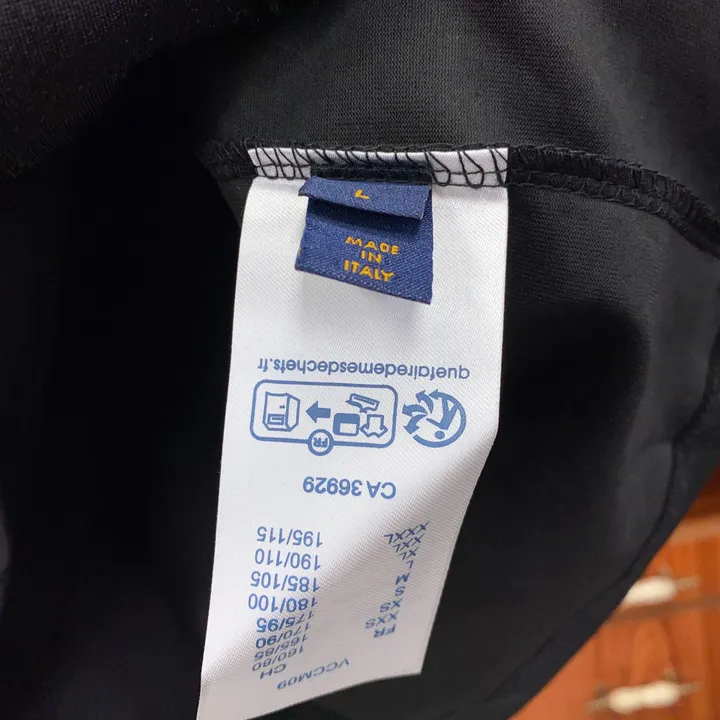 L
MADE
IN
ITALY
VCCM09
FR CH
XXS 160/80
XS 165/85
S 170/90
M 175/95
L 180/100
XL 185/105
XXL 190/110
XXXL 195/115
CA 36929
FR
quefairedemesdechets.fr